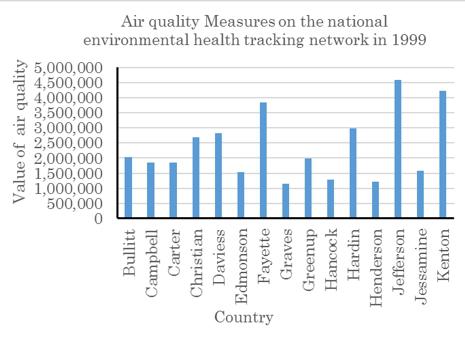 Air quality Measures on the national
environmental health tracking network in 1999
Value of air quality
5,000,000
4,500,000
4,000,000
3,500,000
3,000,000
2,500,000
2,000,000
1,500,000
1,000,000
500,000
0
Bullitt
Campbell
Carter
Christian
Daviess
Edmonson
Fayette
Graves
Greenup
Hancock
Hardin
Henderson
Jefferson
Jessamine
Kenton
Country